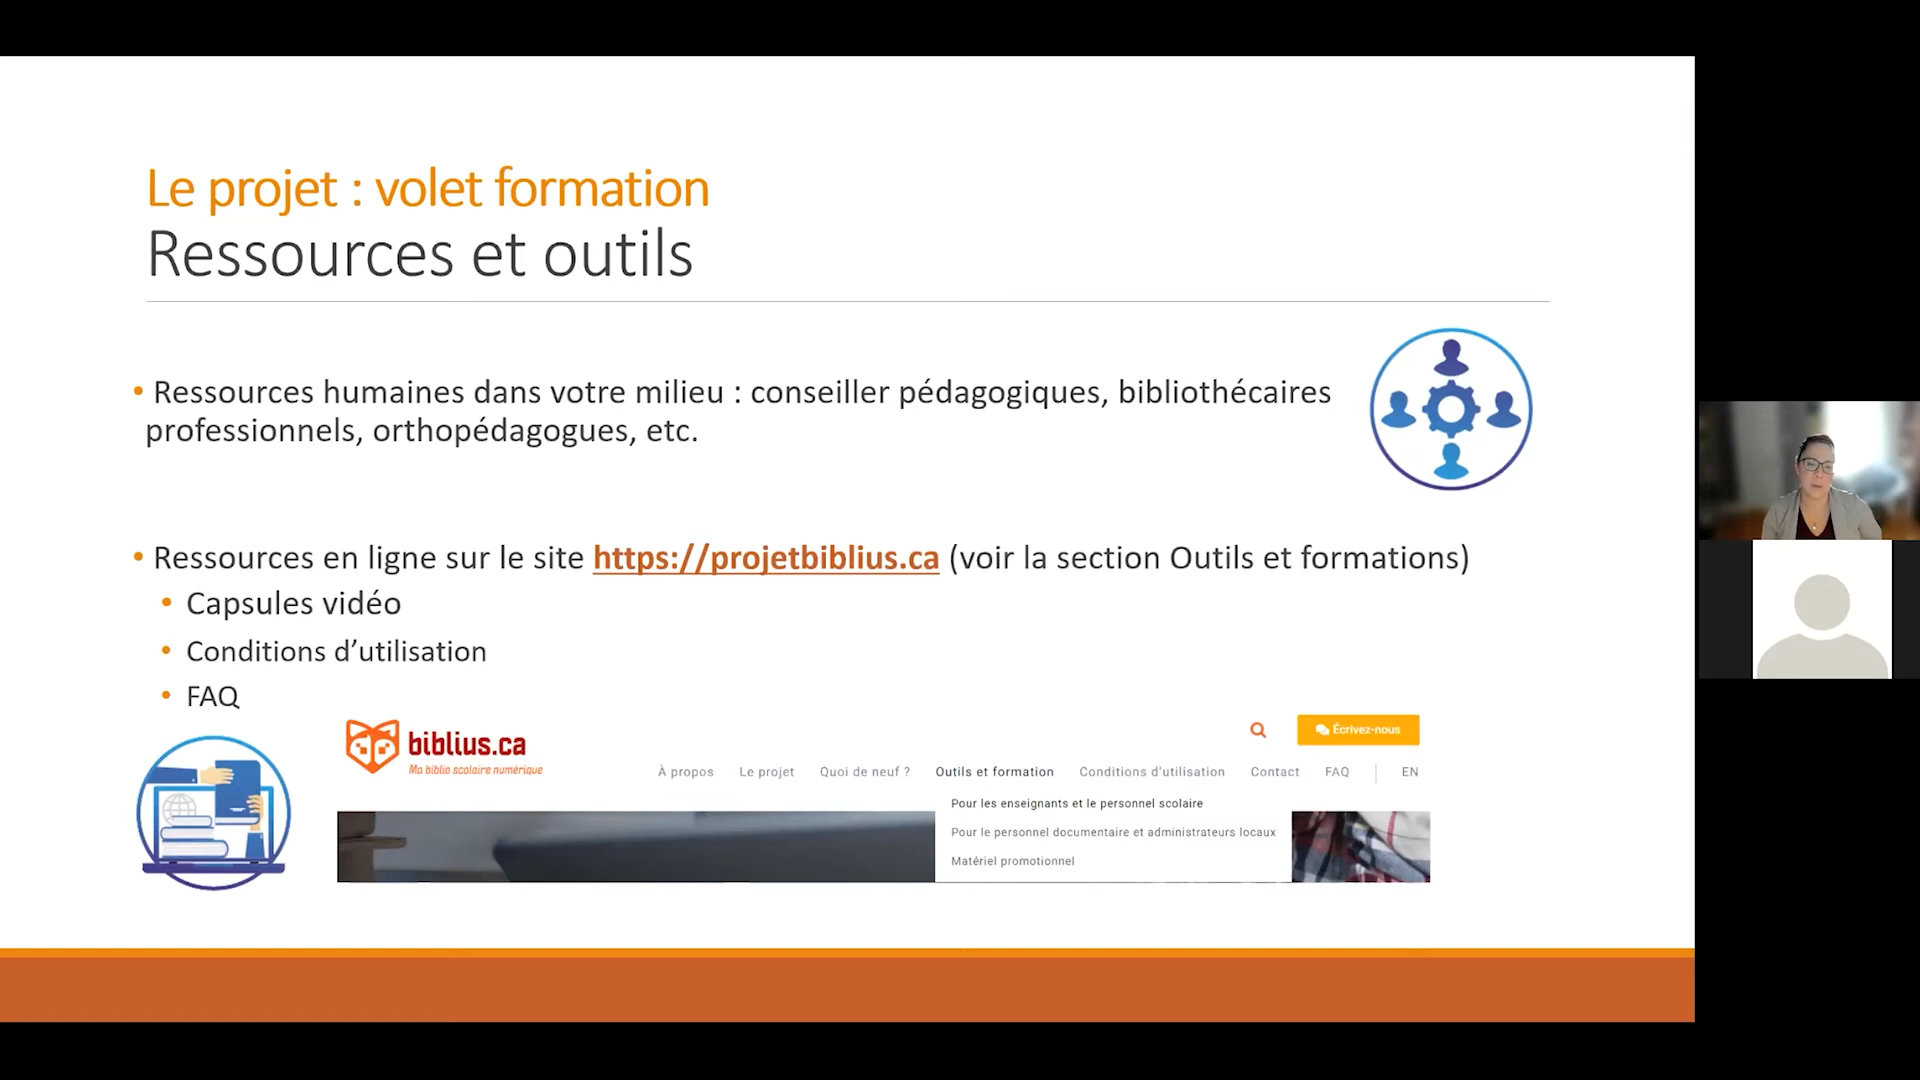 Le projet : volet formation
Ressources et outils
• Ressources humaines dans votre milieu : conseiller pédagogiques, bibliothécaires
professionnels, orthopédagogues, etc.
• Ressources en ligne sur le site https://projetbiblius.ca (voir la section Outils et formations)
• Capsules vidéo
• Conditions d’utilisation
• FAQ
biblius.ca
Ma biblio scolaire numérique
Écrivez-nous
À propos Le projet Quoi de neuf ? Outils et formation Conditions d’utilisation Contact FAQ | EN
Pour les enseignants et le personnel scolaire
Pour le personnel documentaire et administrateurs locaux
Matériel promotionnel